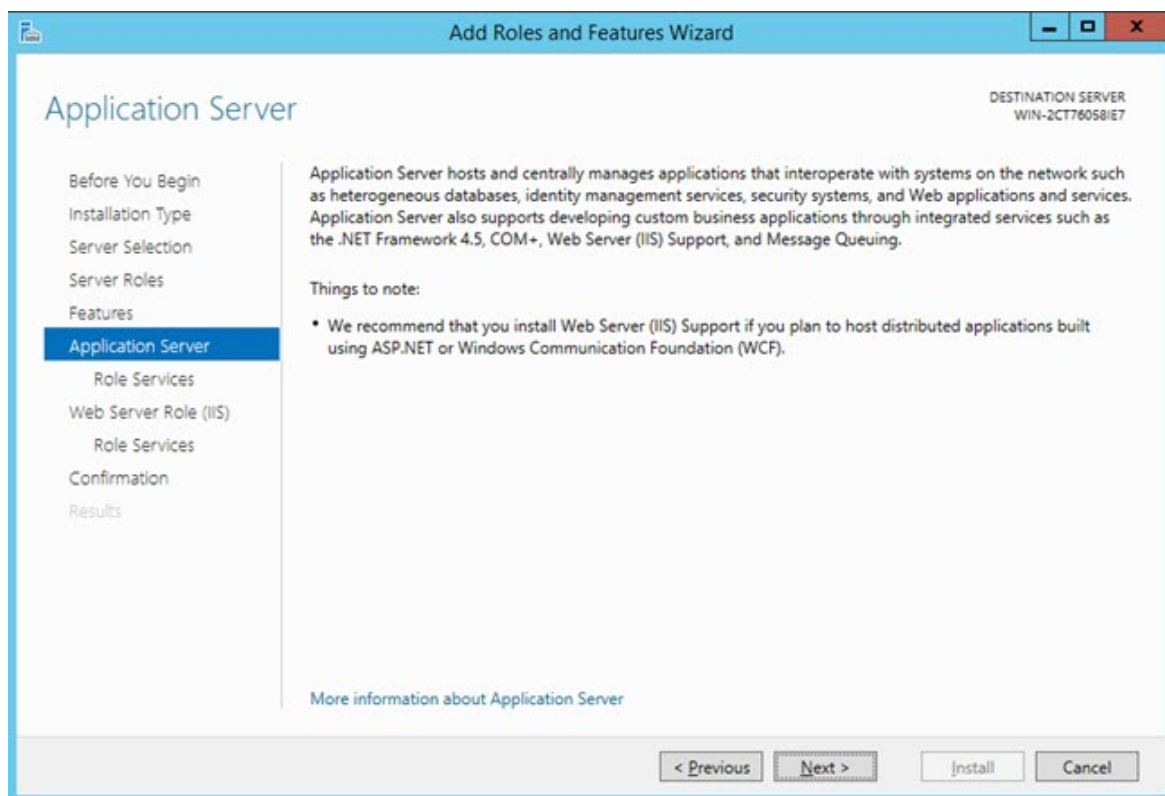 Add Roles and Features Wizard
Application Server
DESTINATION SERVER
WIN-2CT76058IE7
Before You Begin
Installation Type
Server Selection
Server Roles
Features
Application Server
Role Services
Web Server Role (IIS)
Role Services
Confirmation
Results
Application Server hosts and centrally manages applications that interoperate with systems on the network such
as heterogeneous databases, identity management services, security systems, and Web applications and services.
Application Server also supports developing custom business applications through integrated services such as
the .NET Framework 4.5, COM+, Web Server (IIS) Support, and Message Queuing.
Things to note:
• We recommend that you install Web Server (IIS) Support if you plan to host distributed applications built
using ASP.NET or Windows Communication Foundation (WCF).
More information about Application Server
< Previous
Next >
Install
Cancel